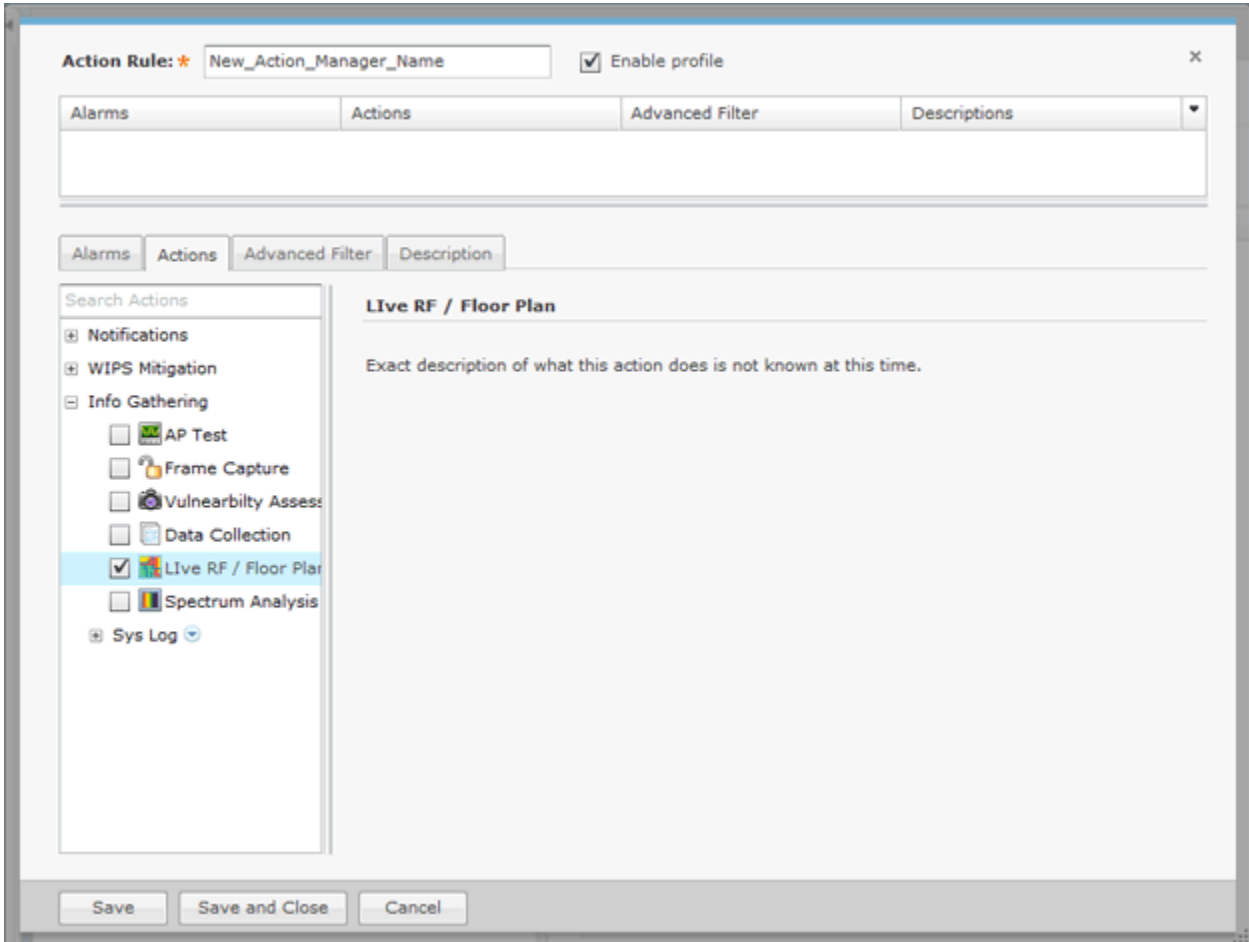 Action Rule: * New_Action_Manager_Name Enable profile
Alarms Actions Advanced Filter Descriptions
Alarms Actions Advanced Filter Description
Search Actions
Notifications
WIPS Mitigation
Info Gathering
AP Test
Frame Capture
Vulnearbilty Assess
Data Collection
LIve RF / Floor Plan
Spectrum Analysis
Sys Log
LIve RF / Floor Plan
Exact description of what this action does is not known at this time.
Save Save and Close Cancel